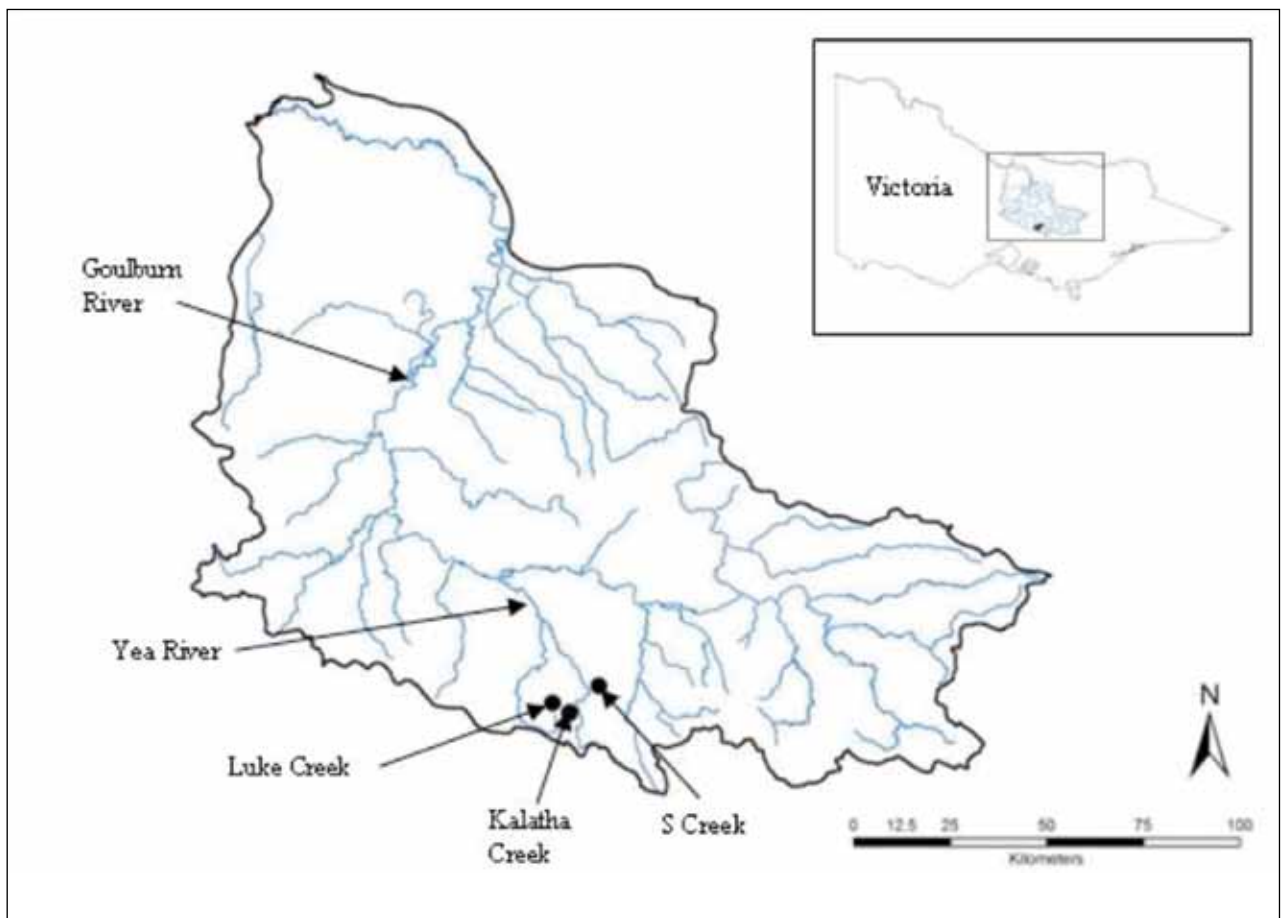 Victoria
Goulburn
River
Yea River
Luke Creek
Kalatha
Creek
S Creek
N
0 12.5 25 50 75 100
Kilometers